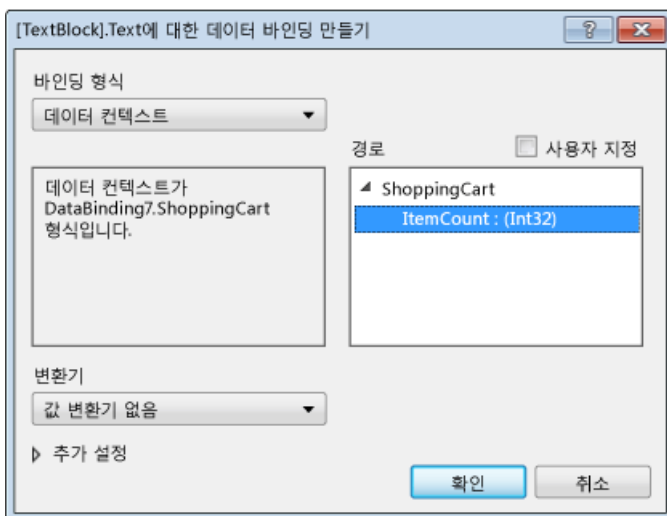 [TextBlock].Text에 대한 데이터 바인딩 만들기
바인딩 형식
데이터 컨텍스트
경로
사용자 지정
데이터 컨텍스트가
DataBinding7.ShoppingCart
형식입니다.
ShoppingCart
ItemCount : (Int32)
변환기
값 변환기 없음
추가 설정
확인
취소